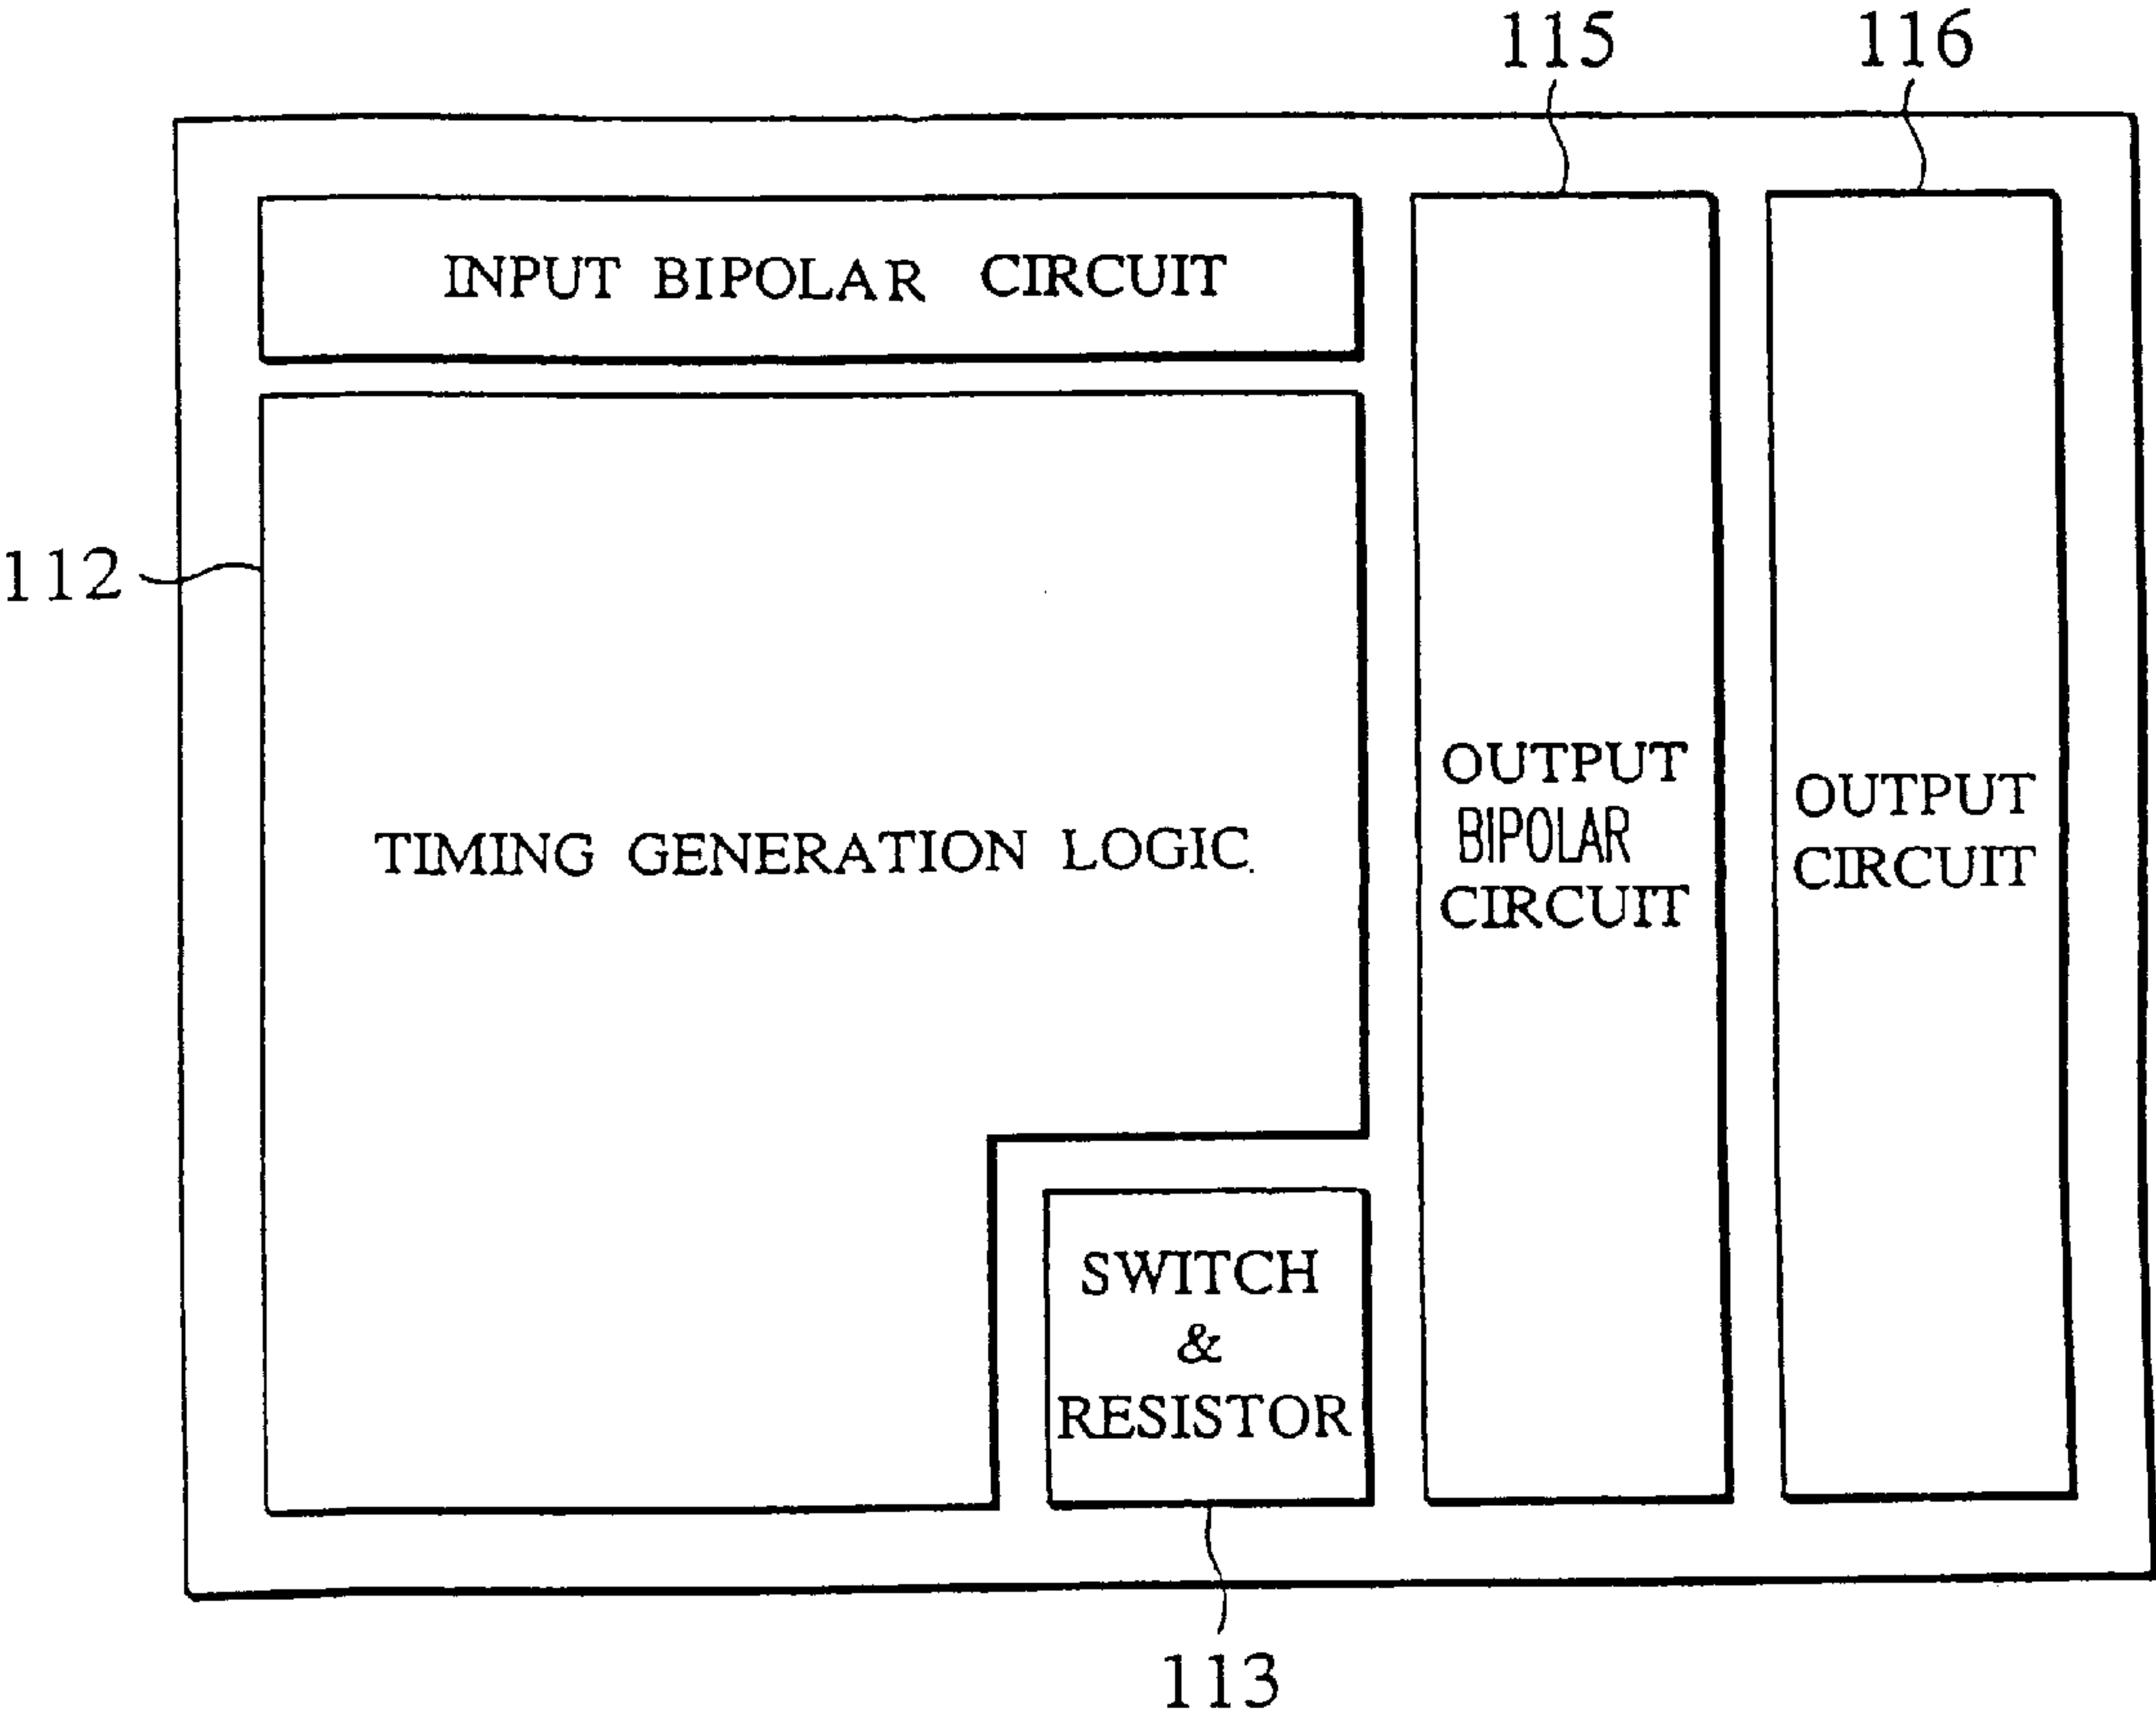 115
116
INPUT BIPOLAR CIRCUIT
112
TIMING GENERATION LOGIC.
OUTPUT
BIPOLAR
CIRCUIT
OUTPUT
CIRCUIT
SWITCH
&
RESISTOR
113